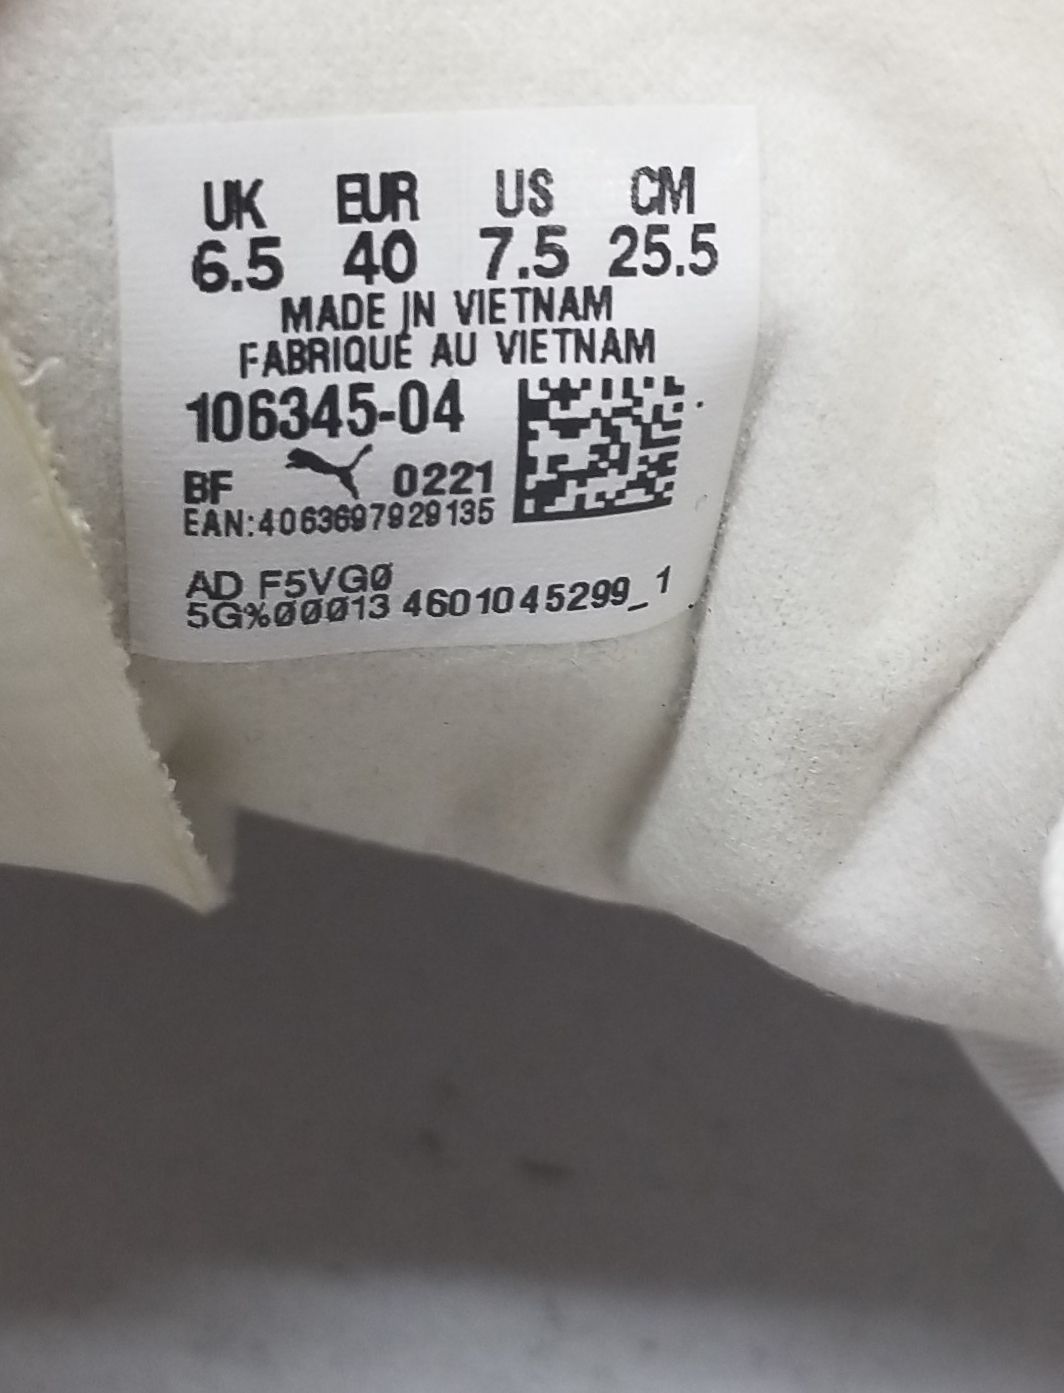 UK EUR US CM
6.5 40 7.5 25.5
MADE IN VIETNAM
FABRIQUÉ AU VIETNAM
106345-04
BF 0221
EAN:4063697929135
AD F5VG0
5G%00013 4601045299_1